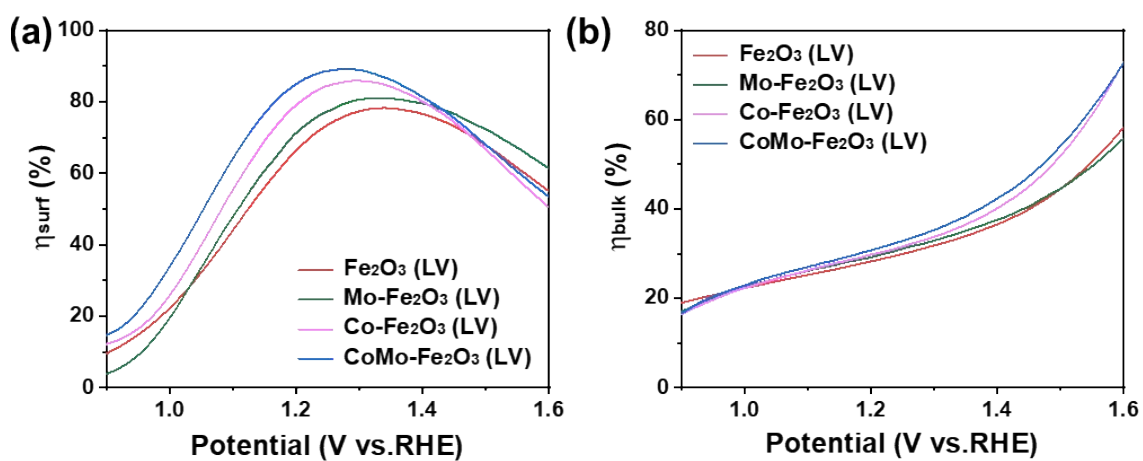 (a)
100
80
60
40
20
0
ηsurf (%)
Fe₂O₃ (LV)
Mo-Fe₂O₃ (LV)
Co-Fe₂O₃ (LV)
CoMo-Fe₂O₃ (LV)
1.0 1.2 1.4 1.6
Potential (V vs.RHE)
(b)
80
60
40
20
0
ηbulk (%)
Fe₂O₃ (LV)
Mo-Fe₂O₃ (LV)
Co-Fe₂O₃ (LV)
CoMo-Fe₂O₃ (LV)
1.0 1.2 1.4 1.6
Potential (V vs.RHE)